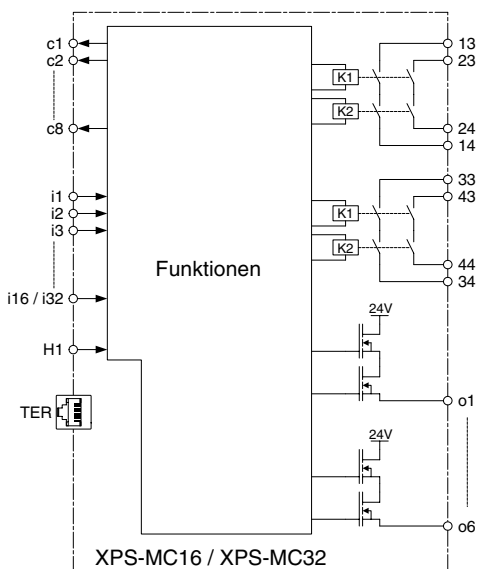 c1
c2
c8
i1
i2
i3
i16 / i32
H1
TER
Funktionen
K1
K2
13
23
24
14
K1
K2
33
43
44
34
24V
o1
24V
o6
XPS-MC16 / XPS-MC32